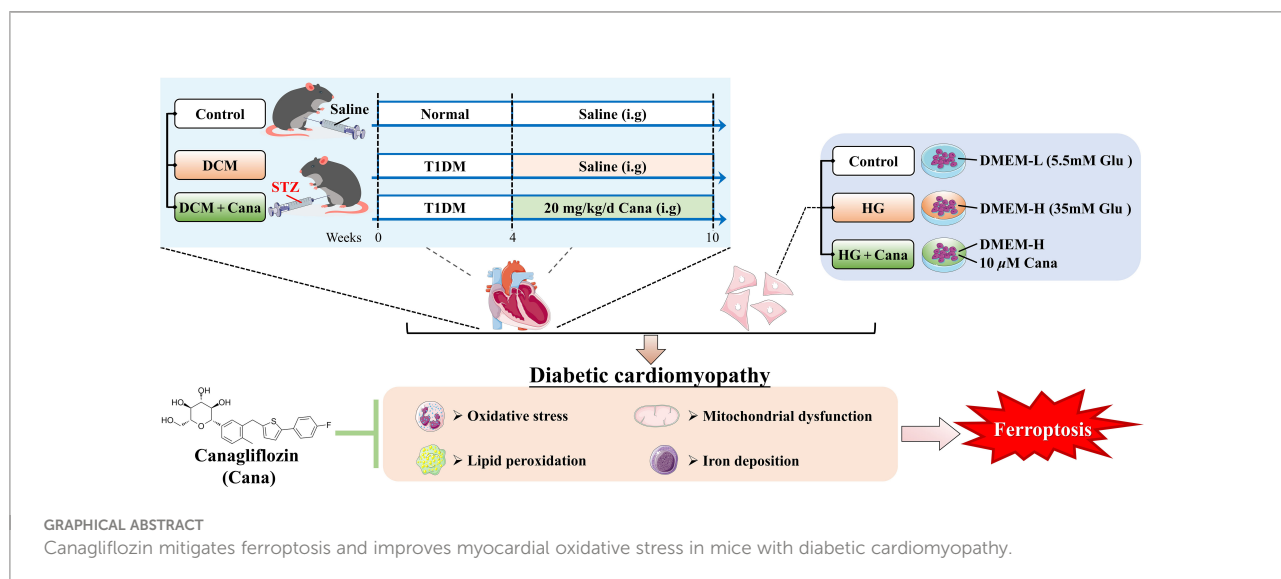 Control
Saline
Normal
Saline (i.g)
DCM
STZ
T1DM
Saline (i.g)
DCM + Cana
T1DM
20 mg/kg/d Cana (i.g)
Weeks
0
4
10
Control
DMEM-L (5.5mM Glu )
HG
DMEM-H (35mM Glu )
HG + Cana
DMEM-H
10 μM Cana
Diabetic cardiomyopathy
OH
HO
OH
HO
O
S
F
Canagliflozin
(Cana)
➢ Oxidative stress
➢ Mitochondrial dysfunction
➢ Lipid peroxidation
➢ Iron deposition
Ferroptosis
GRAPHICAL ABSTRACT
Canagliflozin mitigates ferroptosis and improves myocardial oxidative stress in mice with diabetic cardiomyopathy.